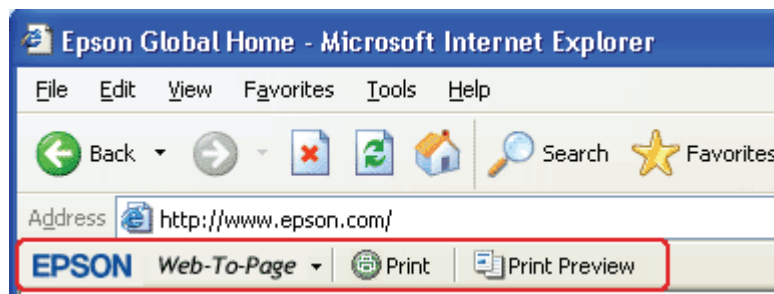 Epson Global Home - Microsoft Internet Explorer
File Edit View Favorites Tools Help
Back Search Favorites
Address http://www.epson.com/
EPSON Web-To-Page Print Print Preview